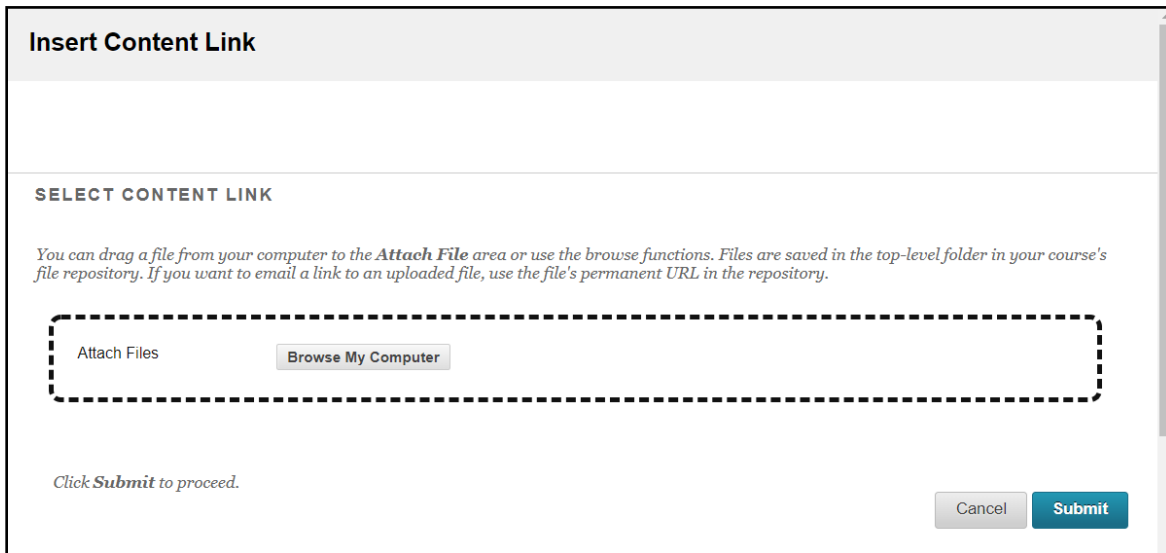 Insert Content Link
SELECT CONTENT LINK
You can drag a file from your computer to the Attach File area or use the browse functions. Files are saved in the top-level folder in your course's
file repository. If you want to email a link to an uploaded file, use the file's permanent URL in the repository.
Attach Files
Browse My Computer
Click Submit to proceed.
Cancel
Submit